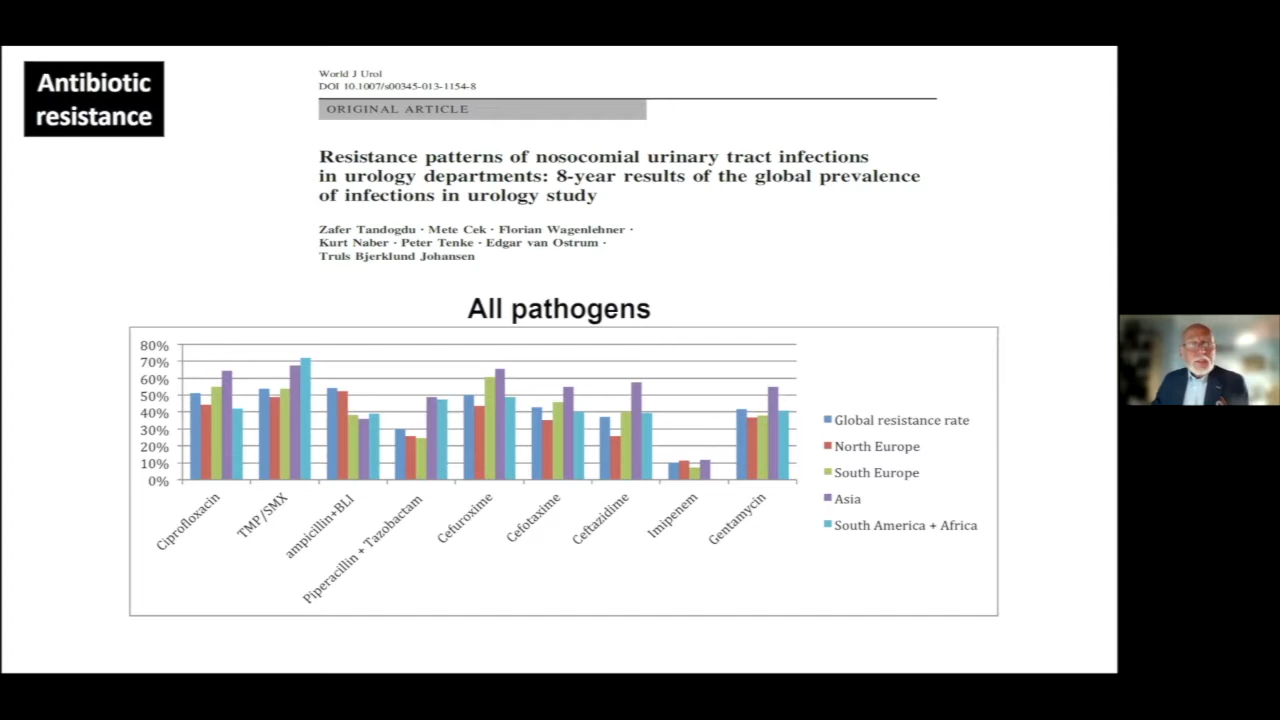 Antibiotic
resistance
World J Urol
DOI 10.1007/s00345-013-1154-8
ORIGINAL ARTICLE
Resistance patterns of nosocomial urinary tract infections
in urology departments: 8-year results of the global prevalence
of infections in urology study
Zafer Tandogdu · Mete Cek · Florian Wagenlehner ·
Kurt Naber · Peter Tenke · Edgar van Ostrum ·
Truls Bjerklund Johansen
All pathogens
80%
70%
60%
50%
40%
30%
20%
10%
0%
Ciprofloxacin
TMP/SMX
ampicillin+BLI
Piperacillin + Tazobactam
Cefuroxime
Cefotaxime
Ceftazidime
Imipenem
Gentamycin
Global resistance rate
North Europe
South Europe
Asia
South America + Africa